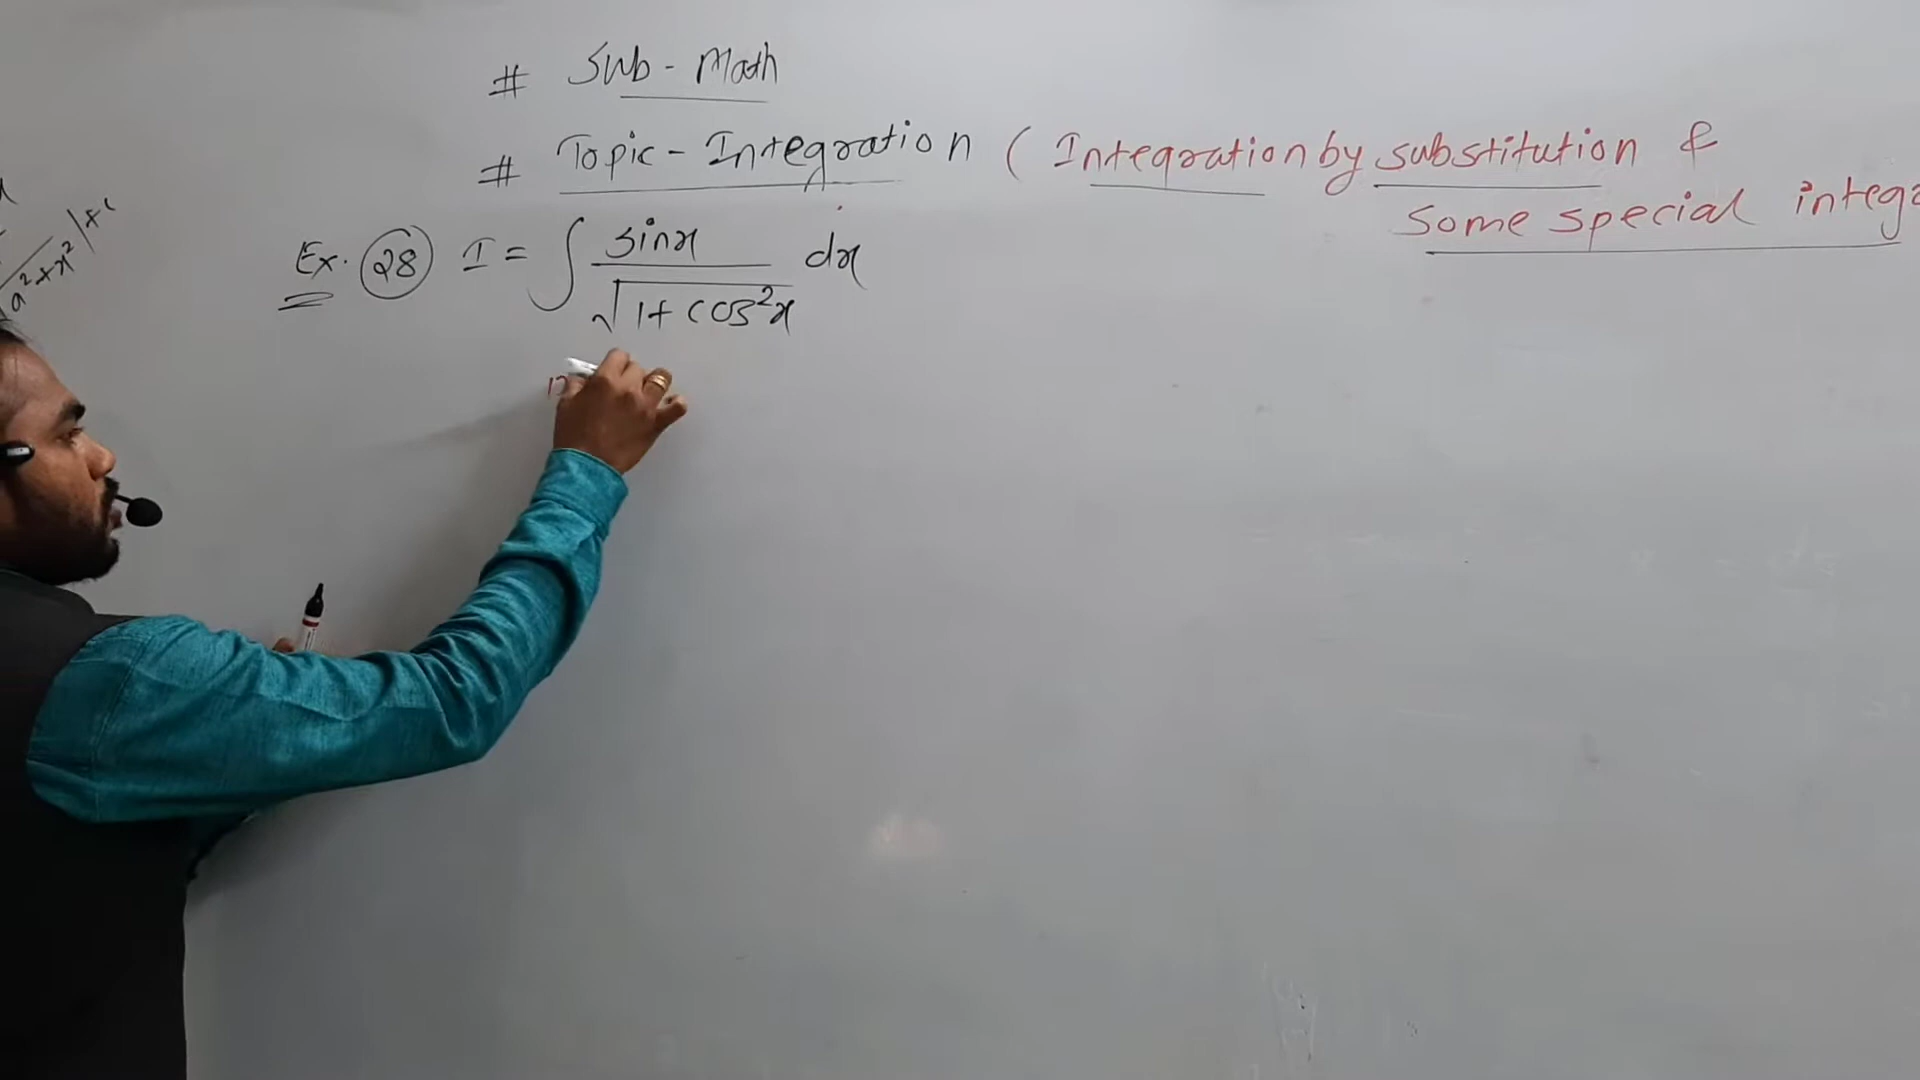 # Sub - Math
# Topic - Integration ( Integration by substitution &
some special integ
Ex. 28 I = ∫ sinx / √1+cos²x dx
a²+x² |+c